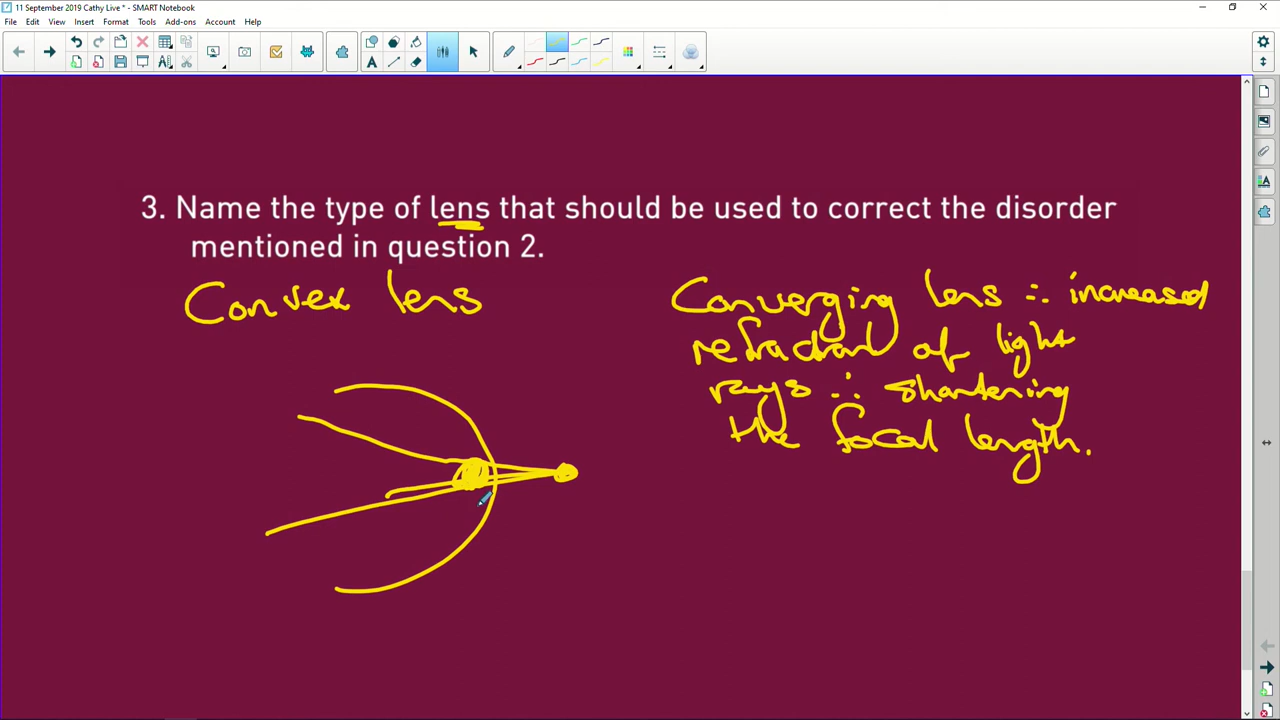 11 September 2019 Cathy Live * - SMART Notebook
File Edit View Insert Format Tools Add-ons Account Help
3. Name the type of lens that should be used to correct the disorder
mentioned in question 2.
Convex lens
Converging lens ∴ increased
refraction of light
rays ∴ shortening
the focal length.